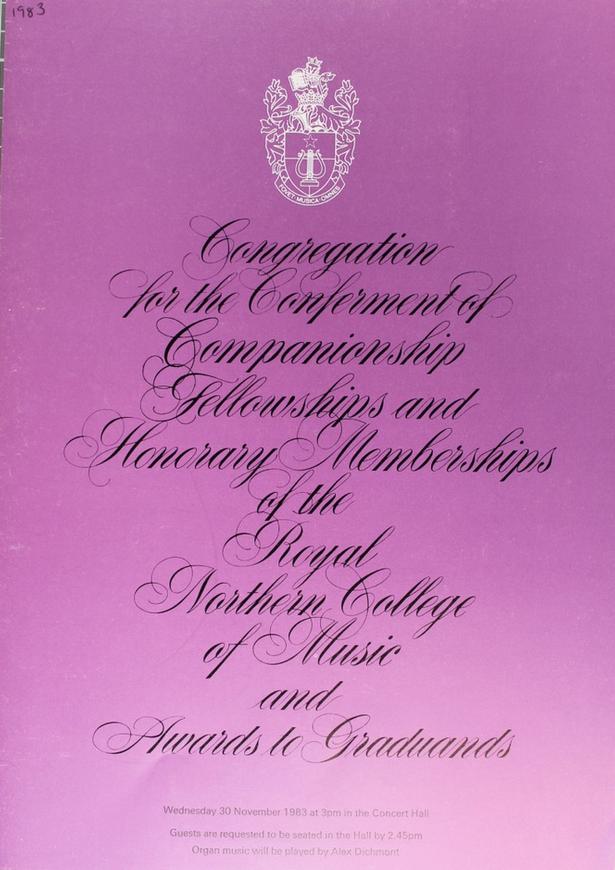 1983
FOVET · MUSICA · OMNES
Congregation
for the Conferment of
Companionship
Fellowships and
Honorary Memberships
of the
Royal
Northern College
of Music
and
Awards to Graduands
Wednesday 30 November 1983 at 3pm in the Concert Hall
Guests are requested to be seated in the Hall by 2.45pm
Organ music will be played by Alex Dichmont